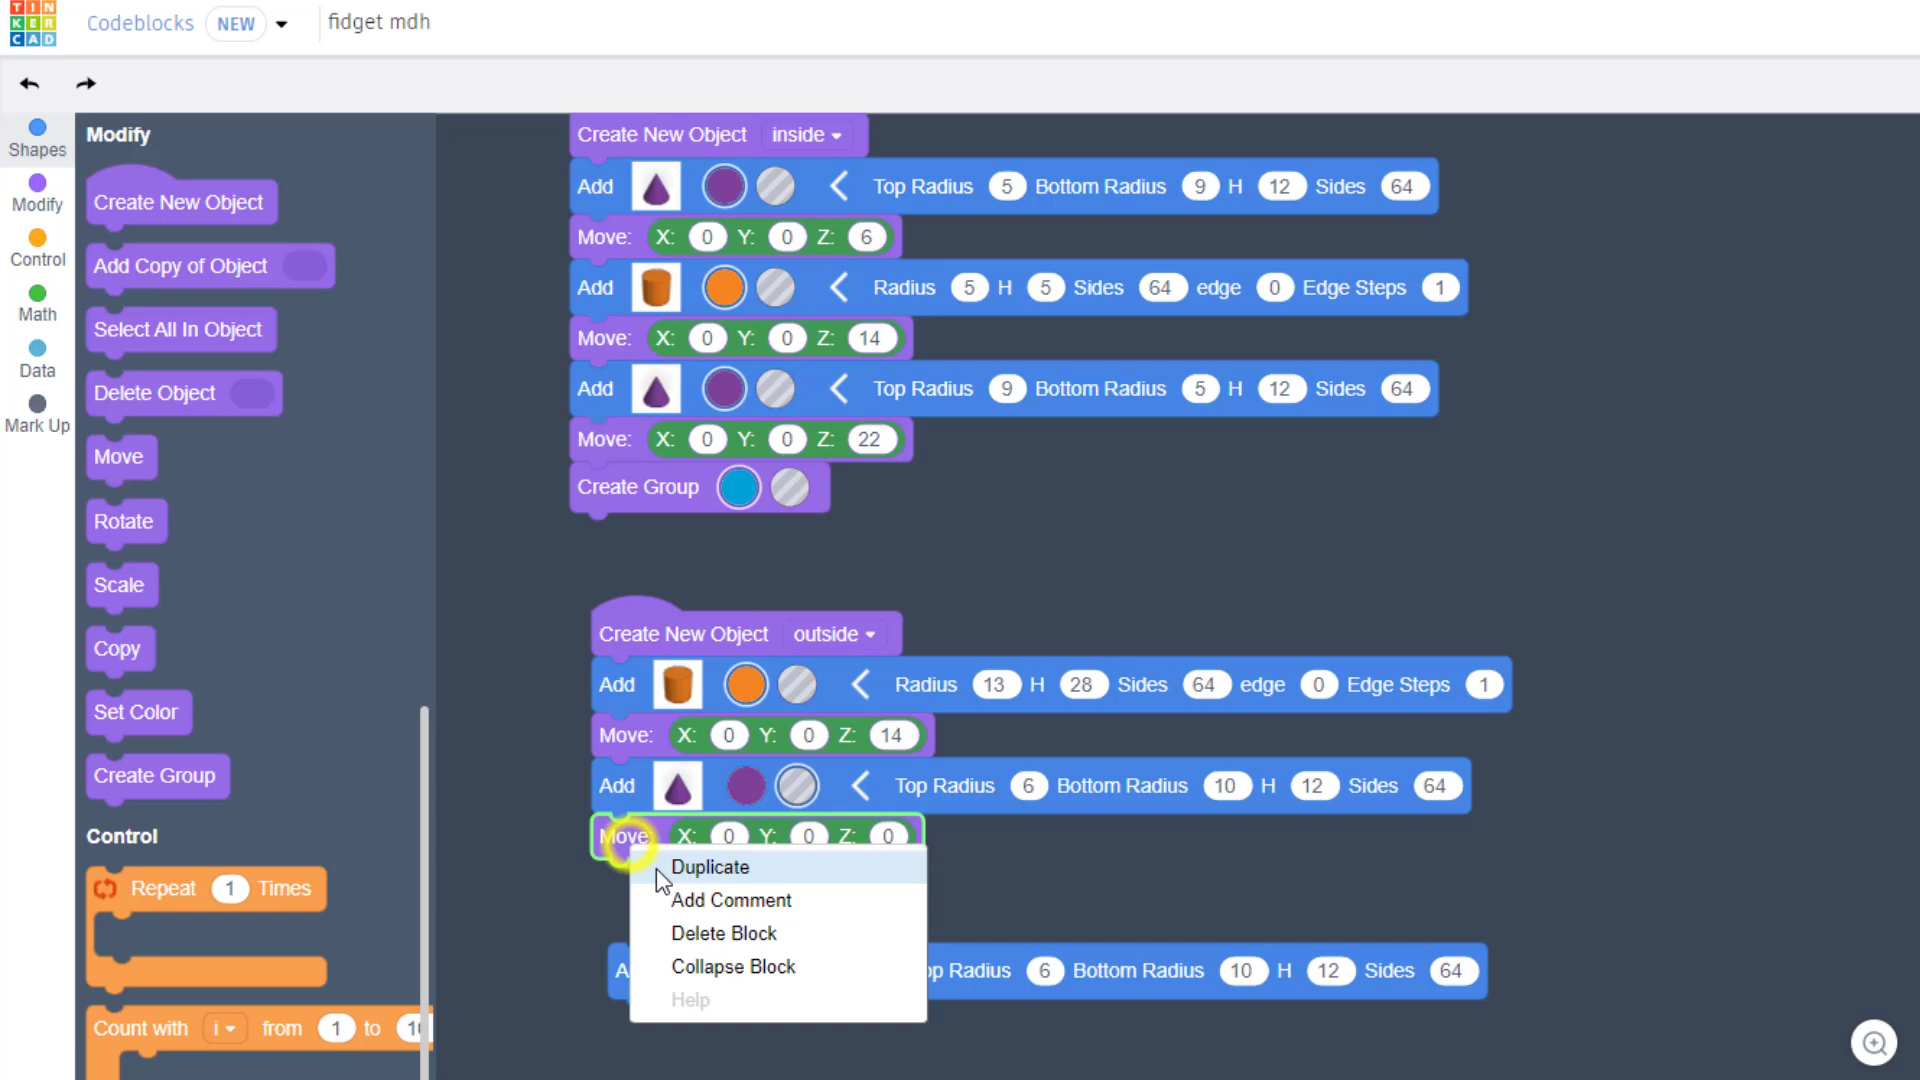 TIN
KER
CAD
Codeblocks NEW fidget mdh
Shapes
Modify
Control
Math
Data
Mark Up
Modify
Create New Object
Add Copy of Object
Select All In Object
Delete Object
Move
Rotate
Scale
Copy
Set Color
Create Group
Control
Repeat 1 Times
Count with i from 1 to
Create New Object inside
Add Top Radius 5 Bottom Radius 9 H 12 Sides 64
Move: X: 0 Y: 0 Z: 6
Add Radius 5 H 5 Sides 64 edge 0 Edge Steps 1
Move: X: 0 Y: 0 Z: 14
Add Top Radius 9 Bottom Radius 5 H 12 Sides 64
Move: X: 0 Y: 0 Z: 22
Create Group
Create New Object outside
Add Radius 13 H 28 Sides 64 edge 0 Edge Steps 1
Move: X: 0 Y: 0 Z: 14
Add Top Radius 6 Bottom Radius 10 H 12 Sides 64
Move: X: 0 Y: 0 Z: 0
Duplicate
Add Comment
Delete Block
Collapse Block
Help
A op Radius 6 Bottom Radius 10 H 12 Sides 64